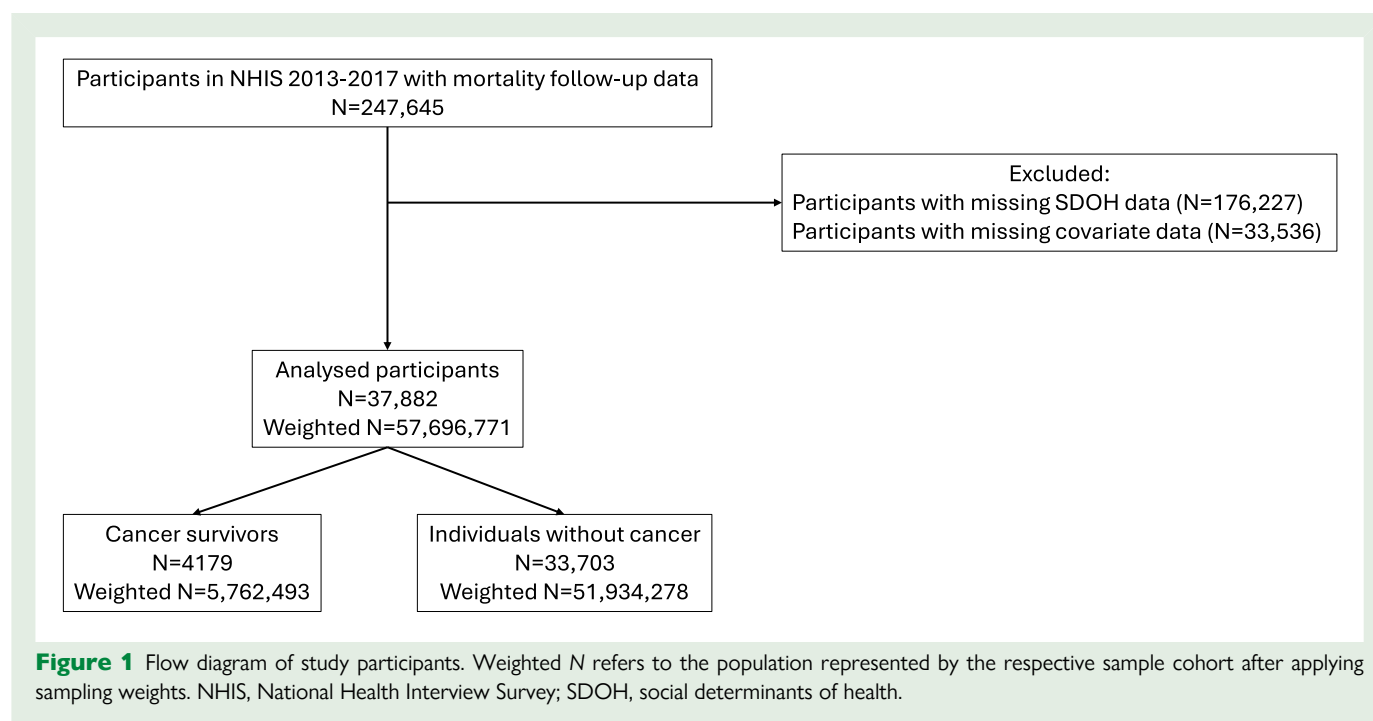 Participants in NHIS 2013-2017 with mortality follow-up data
N=247,645
Excluded:
Participants with missing SDOH data (N=176,227)
Participants with missing covariate data (N=33,536)
Analysed participants
N=37,882
Weighted N=57,696,771
Cancer survivors
N=4179
Weighted N=5,762,493
Individuals without cancer
N=33,703
Weighted N=51,934,278
Figure 1 Flow diagram of study participants. Weighted N refers to the population represented by the respective sample cohort after applying
sampling weights. NHIS, National Health Interview Survey; SDOH, social determinants of health.